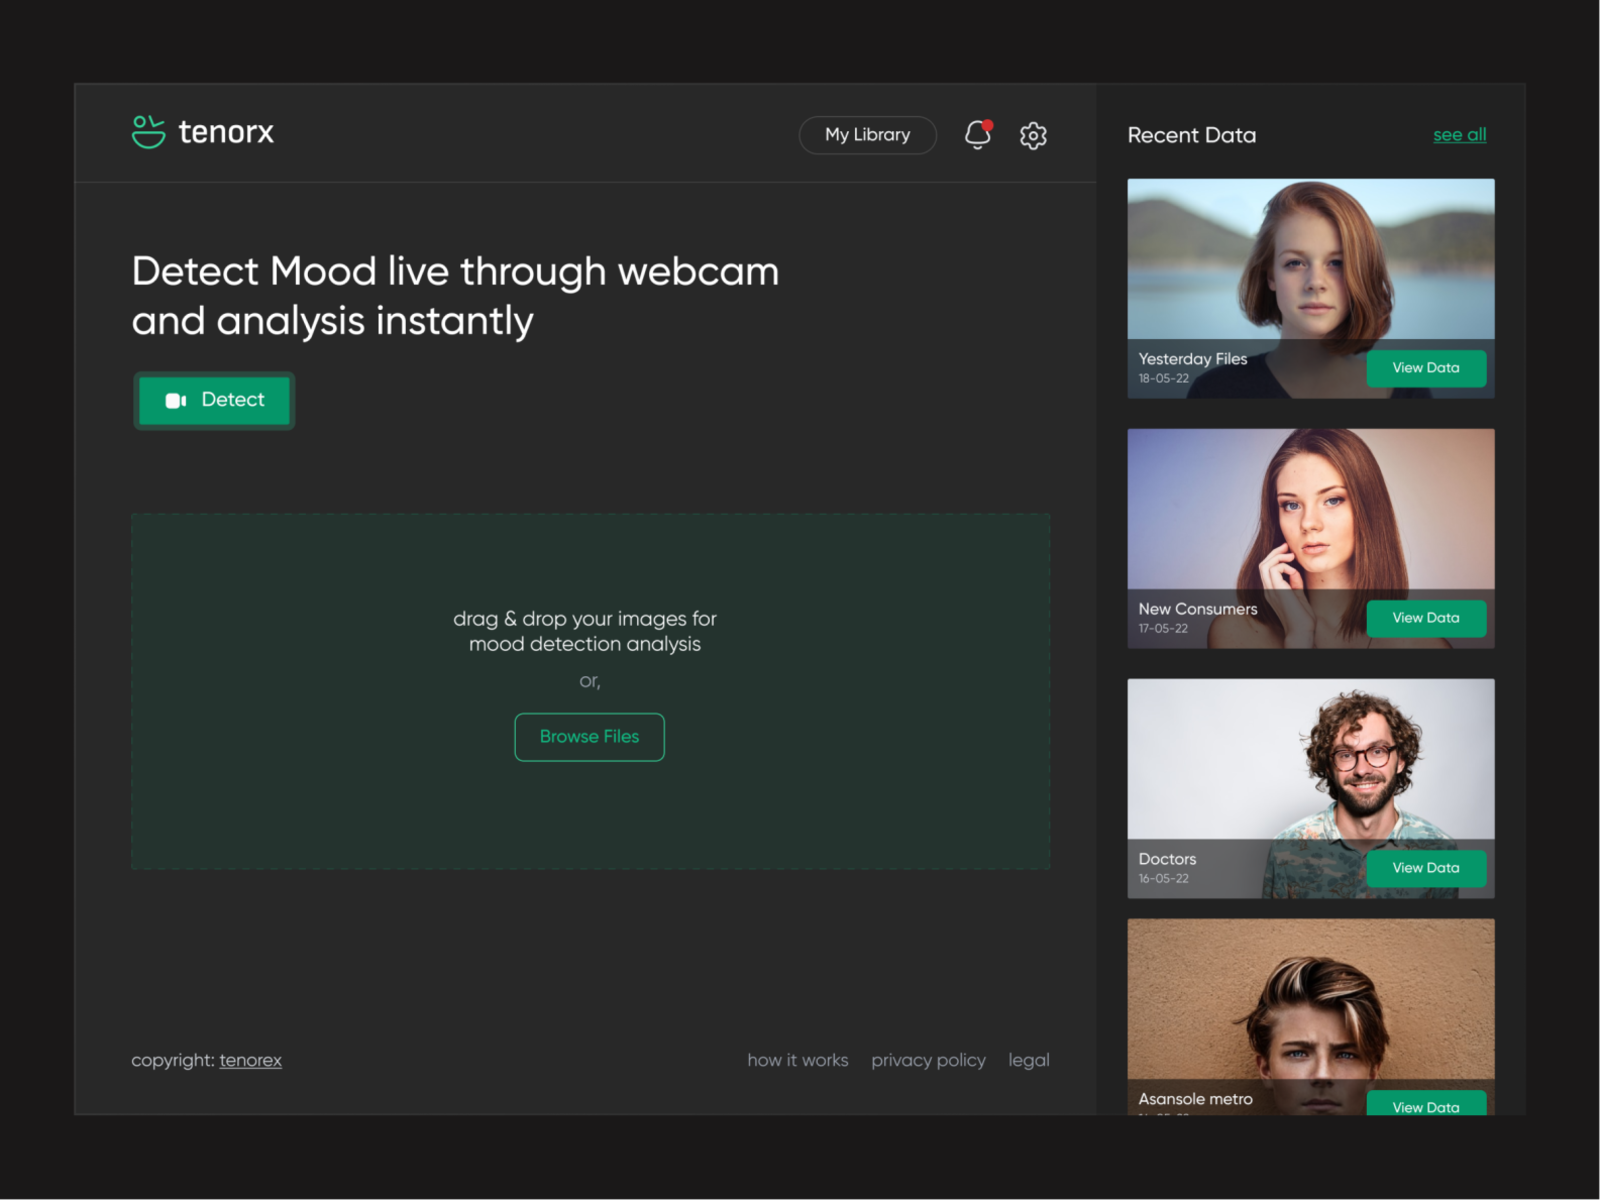 tenorx
My Library
Detect Mood live through webcam
and analysis instantly
Detect
drag & drop your images for
mood detection analysis
or,
Browse Files
copyright: tenorex
how it works
privacy policy
legal
Recent Data
see all
Yesterday Files
18-05-22
View Data
New Consumers
17-05-22
View Data
Doctors
16-05-22
View Data
Asansole metro
View Data